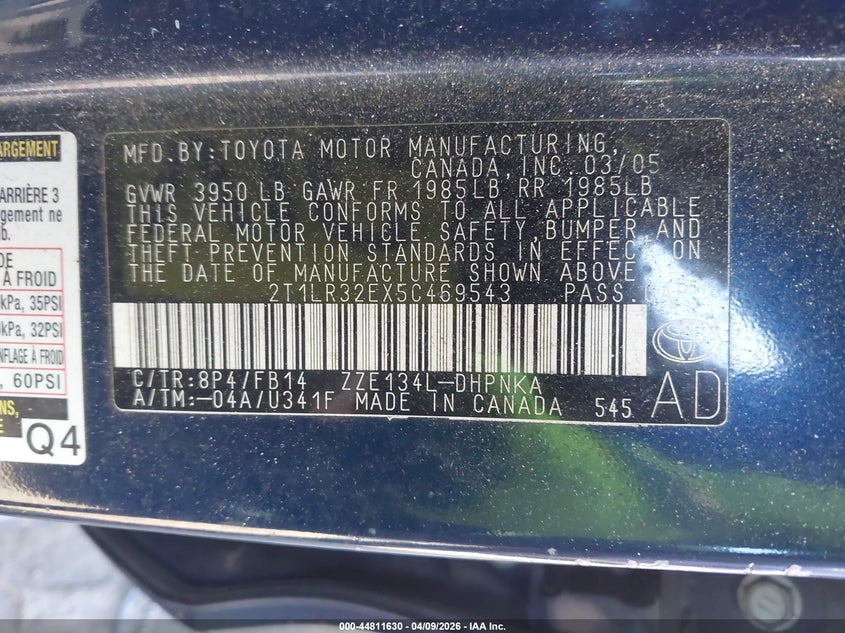 ARGEMENT
ARRIÈRE 3
gement ne
b.
DE
À FROID
kPa, 35PSI
kPa, 32PSI
NFLAGE À FROID
, 60PSI
NS,
Q4
MFD.BY:TOYOTA MOTOR MANUFACTURING,
CANADA,INC. 03/05
GVWR 3950 LB GAWR FR 1985LB RR 1985LB
THIS VEHICLE CONFORMS TO ALL APPLICABLE
FEDERAL MOTOR VEHICLE SAFETY, BUMPER, AND
THEFT PREVENTION STANDARDS IN EFFECT ON
THE DATE OF MANUFACTURE SHOWN ABOVE.
2T1LR32EX5C469543 PASS.
C/TR:8P4/FB14 ZZE134L-DHPNKA
A/TM:-04A/U341F MADE IN CANADA 545 AD
000-44811630 - 04/09/2026 - IAA Inc.